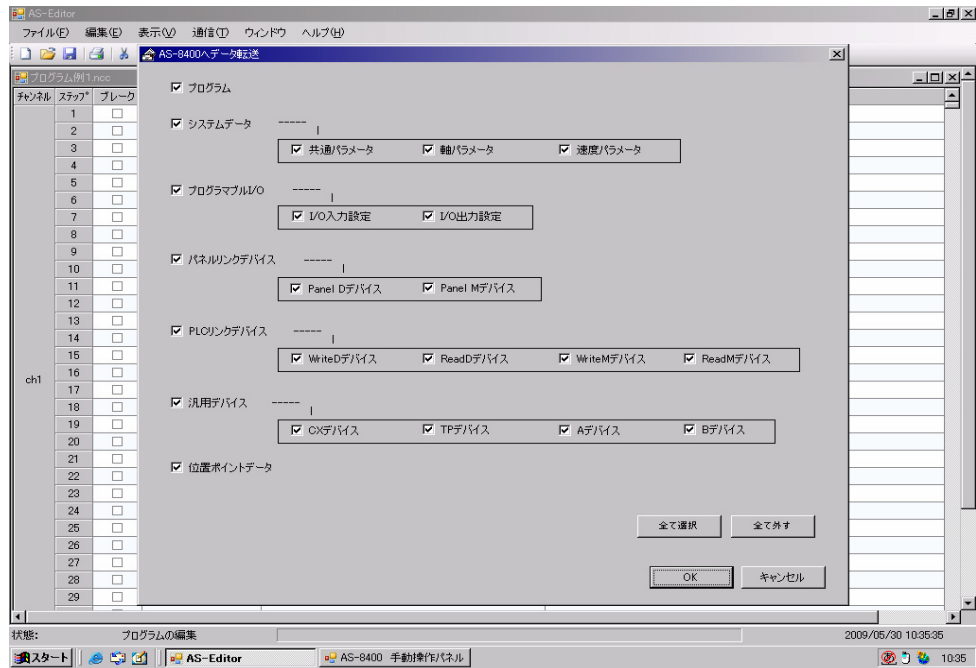 AS-Editor
ファイル(F) 編集(E) 表示(V) 通信(T) ウィンドウ ヘルプ(H)
AS-8400へデータ転送
プログラム例1.ncc
チャンネル ステップ ブレーク
ch1
1
2
3
4
5
6
7
8
9
10
11
12
13
14
15
16
17
18
19
20
21
22
23
24
25
26
27
28
29
プログラム
システムデータ -----
共通パラメータ 軸パラメータ 速度パラメータ
プログラマブルI/O -----
I/O入力設定 I/O出力設定
パネルリンクデバイス -----
Panel Dデバイス Panel Mデバイス
PLCリンクデバイス -----
WriteDデバイス ReadDデバイス WriteMデバイス ReadMデバイス
汎用デバイス -----
CXデバイス TPデバイス Aデバイス Bデバイス
位置ポイントデータ
全て選択 全て外す
OK キャンセル
状態: プログラムの編集 2009/05/30 10:35:35
スタート AS-Editor AS-8400 手動操作パネル 10:35